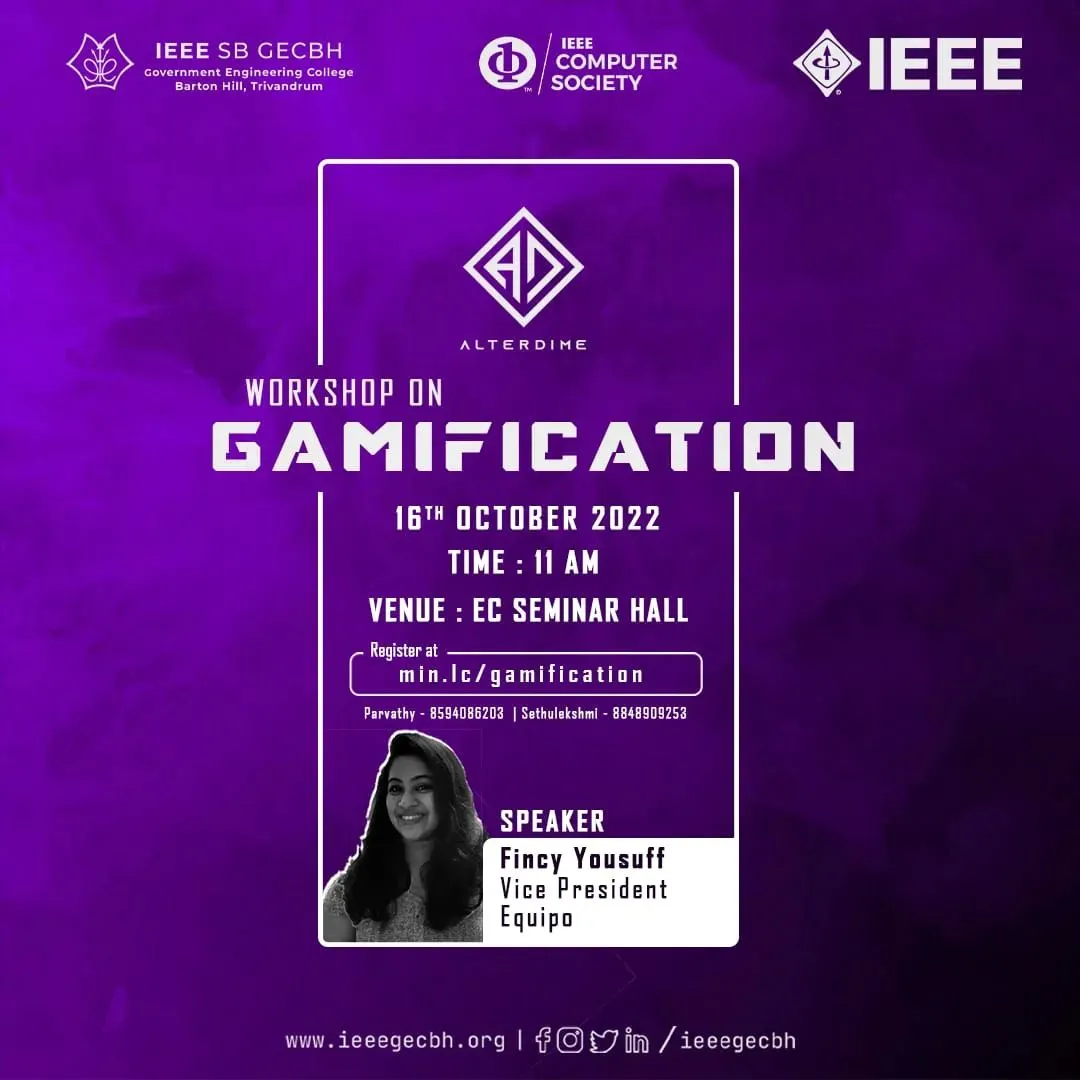 IEEE SB GECBH
Government Engineering College
Barton Hill, Trivandrum
IEEE
COMPUTER
SOCIETY
TM
IEEE
®
AD
ALTERDIME
WORKSHOP ON
GAMIFICATION
16TH OCTOBER 2022
TIME : 11 AM
VENUE : EC SEMINAR HALL
Register at
min.lc/gamification
Parvathy - 8594086203 | Sethulekshmi - 8848909253
SPEAKER
Fincy Yousuff
Vice President
Equipo
www.ieeegecbh.org | f in /ieeegecbh